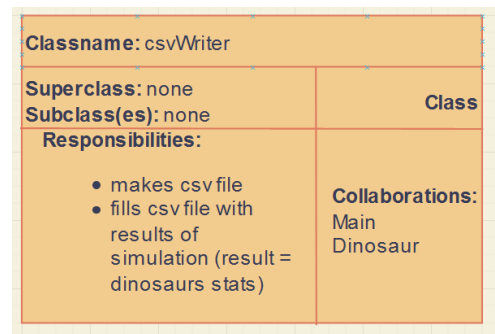 Classname: csvWriter
Superclass: none
Subclass(es): none
Class
Responsibilities:
• makes csv file
• fills csv file with
results of
simulation (result =
dinosaurs stats)
Collaborations:
Main
Dinosaur